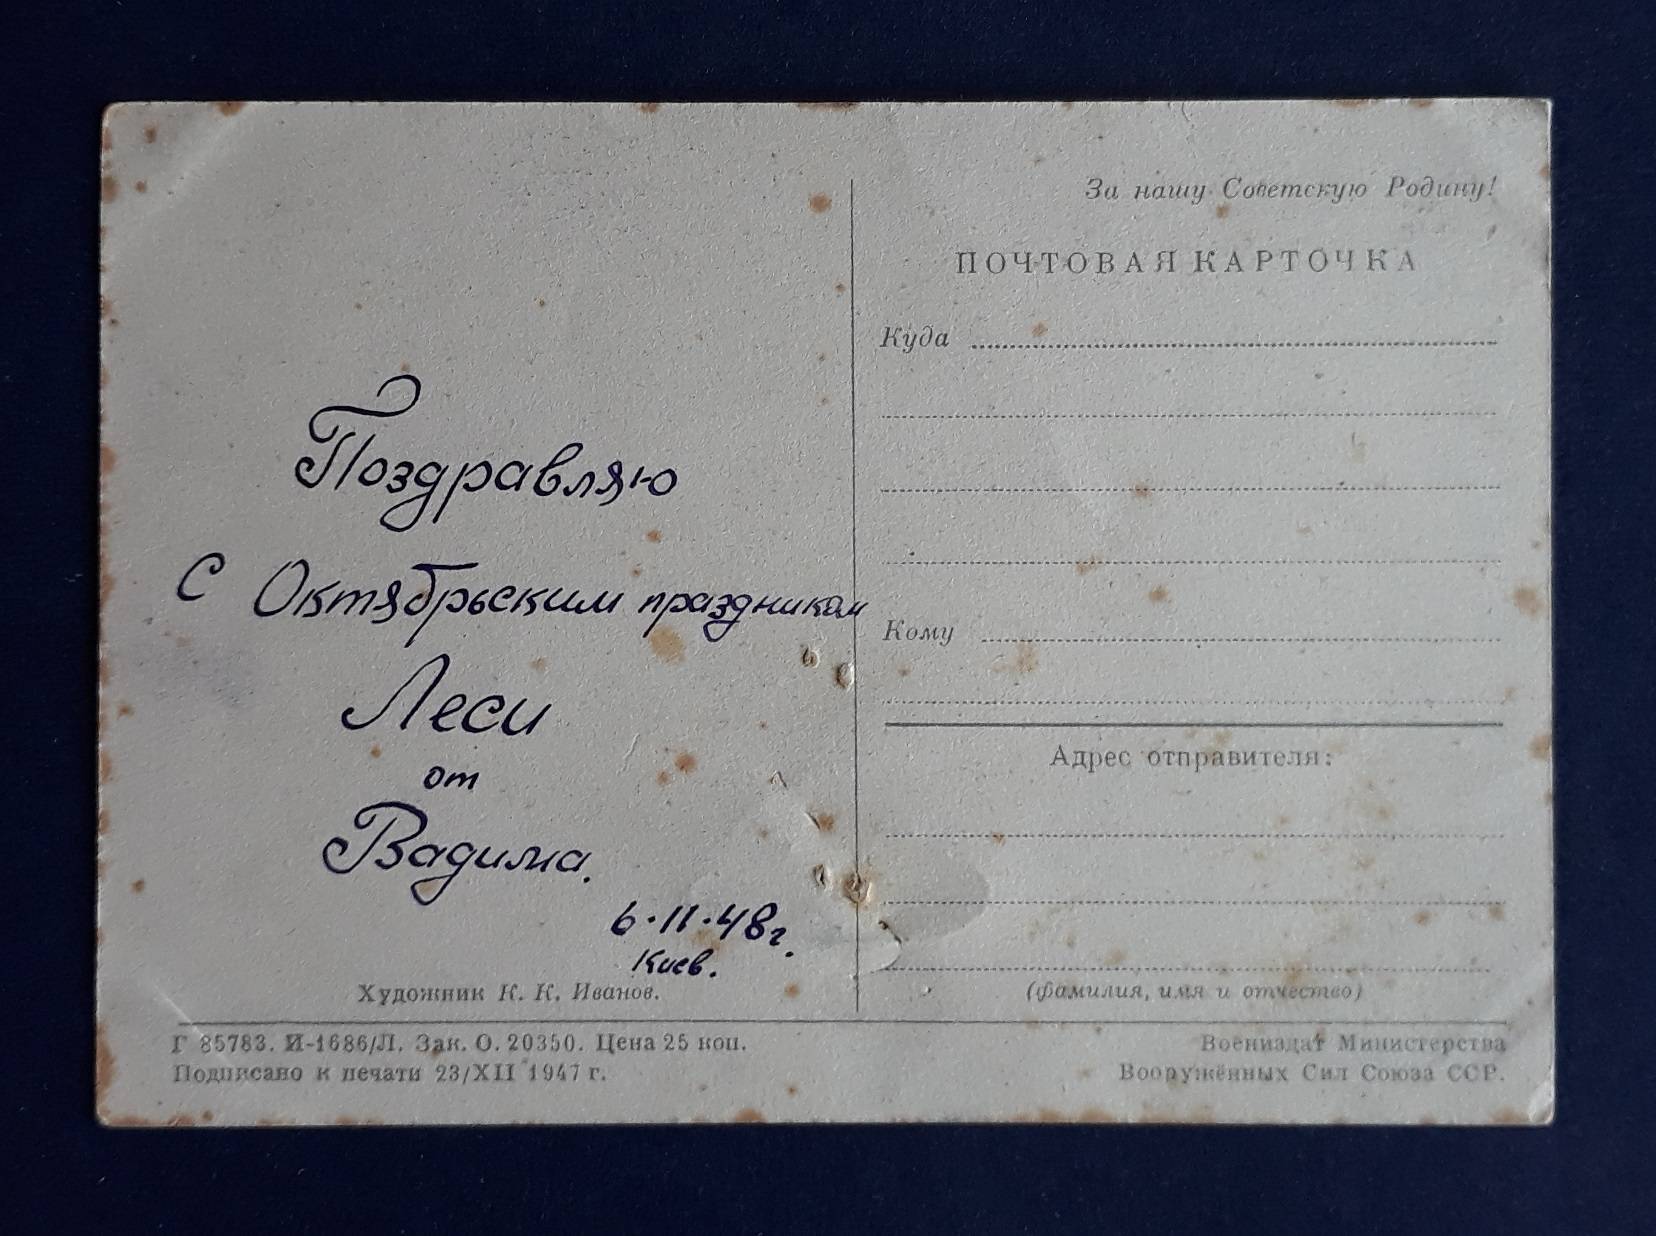 Поздравляю
с Октябрьским праздником
Леси
от
Вадима.
6·11·48г.
Киев.
Художник К. К. Иванов.
Г 85783. И-1686/Л. Зак. О. 20350. Цена 25 коп.
Подписано к печати 23/XII 1947 г.
За нашу Советскую Родину!
ПОЧТОВАЯ КАРТОЧКА
Куда
Кому
Адрес отправителя:
(фамилия, имя и отчество)
Воениздат Министерства
Вооружённых Сил Союза ССР.